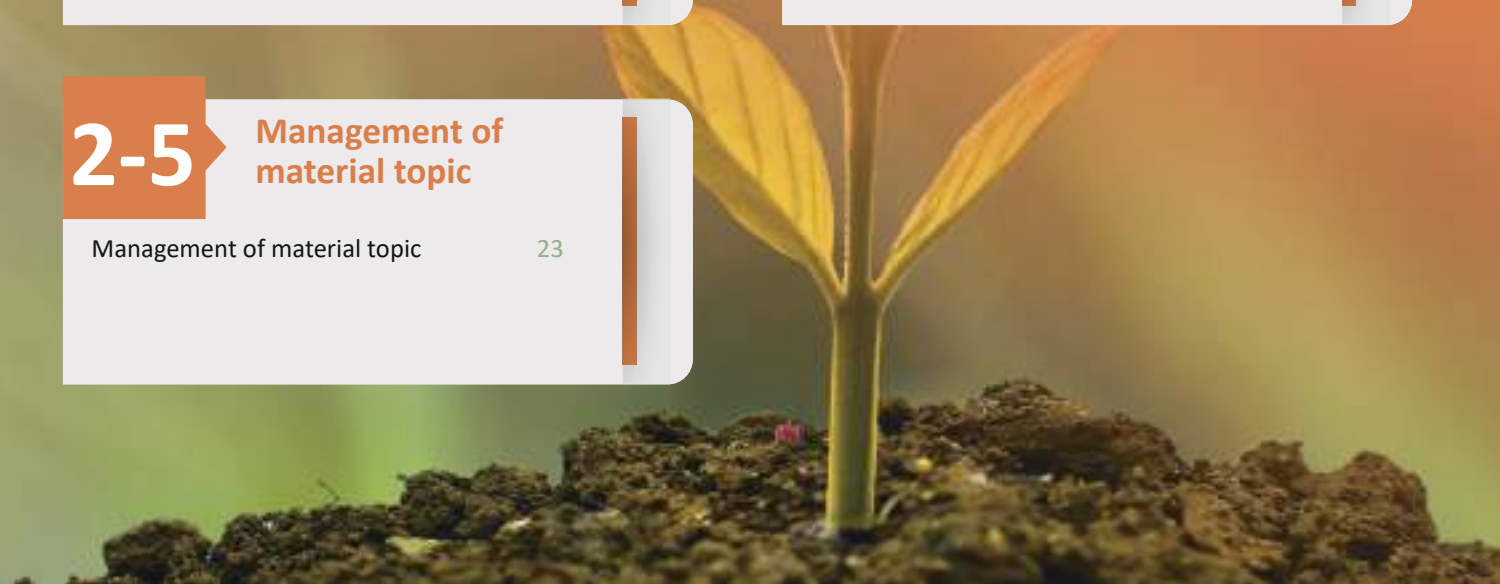 2-5
Management of
material topic
Management of material topic 23